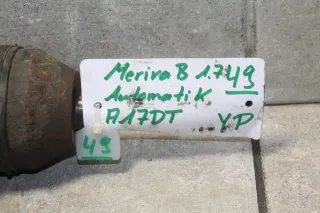 Meriva B 1.7 49
Automatik
A17DT YP
49